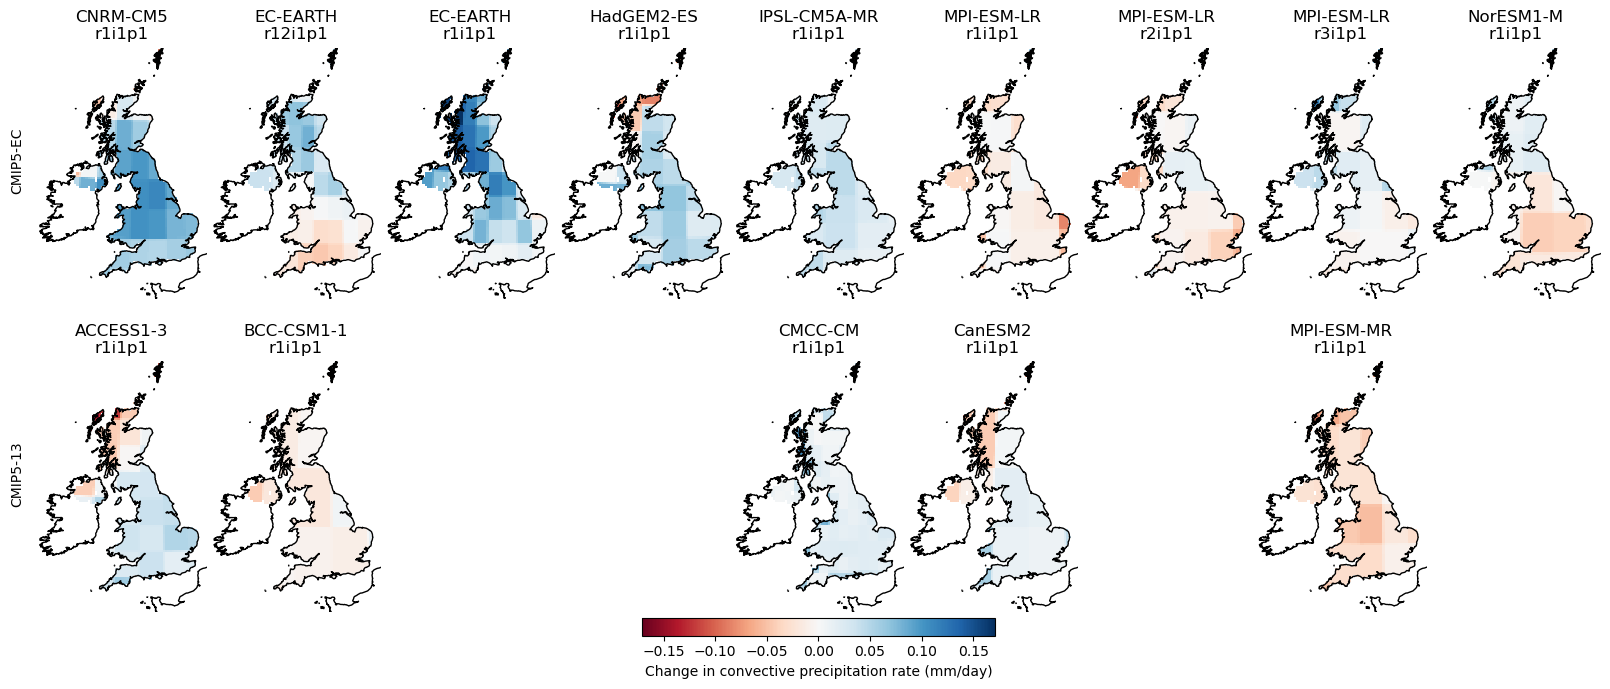 CNRM-CM5
r1i1p1
EC-EARTH
r12i1p1
EC-EARTH
r1i1p1
HadGEM2-ES
r1i1p1
IPSL-CM5A-MR
r1i1p1
MPI-ESM-LR
r1i1p1
MPI-ESM-LR
r2i1p1
MPI-ESM-LR
r3i1p1
NorESM1-M
r1i1p1
CMIP5-EC
ACCESS1-3
r1i1p1
BCC-CSM1-1
r1i1p1
CMCC-CM
r1i1p1
CanESM2
r1i1p1
MPI-ESM-MR
r1i1p1
CMIP5-13
−0.15 −0.10 −0.05 0.00 0.05 0.10 0.15
Change in convective precipitation rate (mm/day)